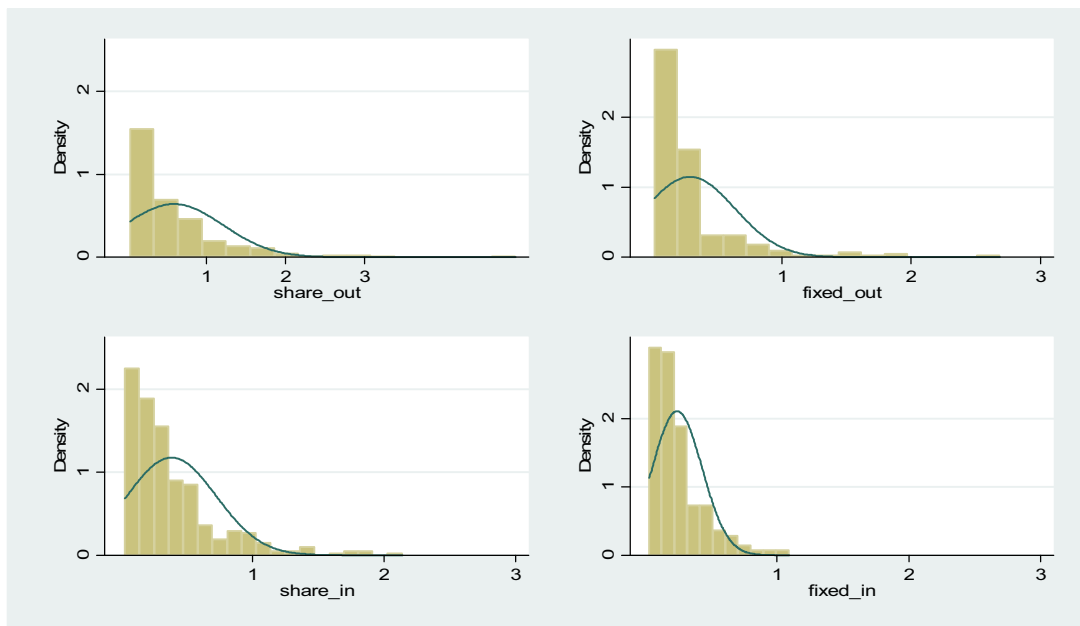 Density
2
1
0
1 2 3
share_out
Density
2
1
0
1 2 3
fixed_out
Density
2
1
0
1 2 3
share_in
Density
2
1
0
1 2 3
fixed_in